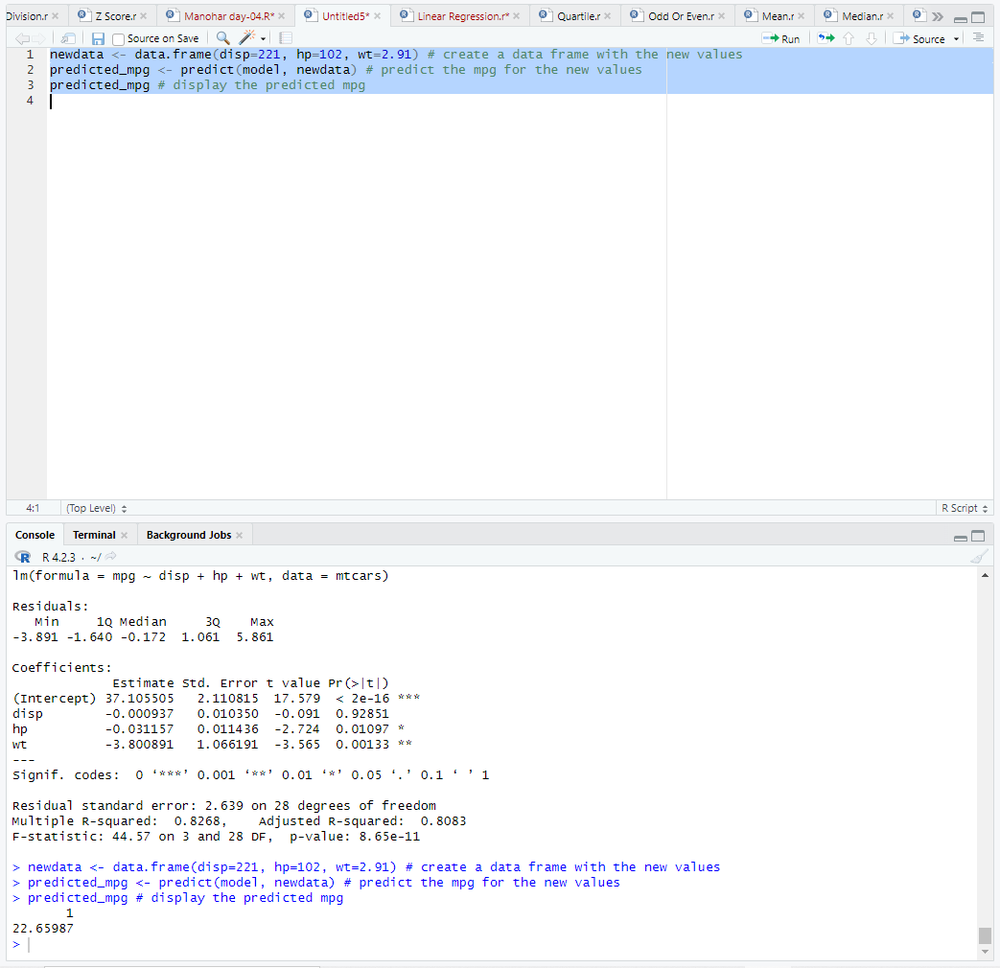 Division.r × Z Score.r × Manohar day-04.R* × Untitled5* × Linear Regression.r* × Quartile.r × Odd Or Even.r × Mean.r × Median.r ×
Source on Save Run Source
1 newdata <- data.frame(disp=221, hp=102, wt=2.91) # create a data frame with the new values
2 predicted_mpg <- predict(model, newdata) # predict the mpg for the new values
3 predicted_mpg # display the predicted mpg
4
4:1 (Top Level) R Script
Console Terminal × Background Jobs ×
R 4.2.3 · ~/
lm(formula = mpg ~ disp + hp + wt, data = mtcars)
Residuals:
Min 1Q Median 3Q Max
-3.891 -1.640 -0.172 1.061 5.861
Coefficients:
Estimate Std. Error t value Pr(>|t|)
(Intercept) 37.105505 2.110815 17.579 < 2e-16 ***
disp -0.000937 0.010350 -0.091 0.92851
hp -0.031157 0.011436 -2.724 0.01097 *
wt -3.800891 1.066191 -3.565 0.00133 **
---
Signif. codes: 0 ‘***’ 0.001 ‘**’ 0.01 ‘*’ 0.05 ‘.’ 0.1 ‘ ’ 1
Residual standard error: 2.639 on 28 degrees of freedom
Multiple R-squared: 0.8268, Adjusted R-squared: 0.8083
F-statistic: 44.57 on 3 and 28 DF, p-value: 8.65e-11
> newdata <- data.frame(disp=221, hp=102, wt=2.91) # create a data frame with the new values
> predicted_mpg <- predict(model, newdata) # predict the mpg for the new values
> predicted_mpg # display the predicted mpg
1
22.65987
>